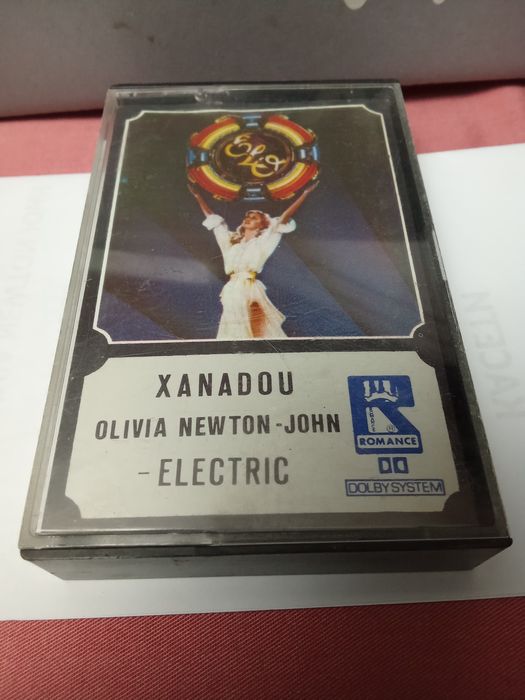 ELO
XANADOU
OLIVIA NEWTON-JOHN
- ELECTRIC
ROMANCE
DOLBY SYSTEM